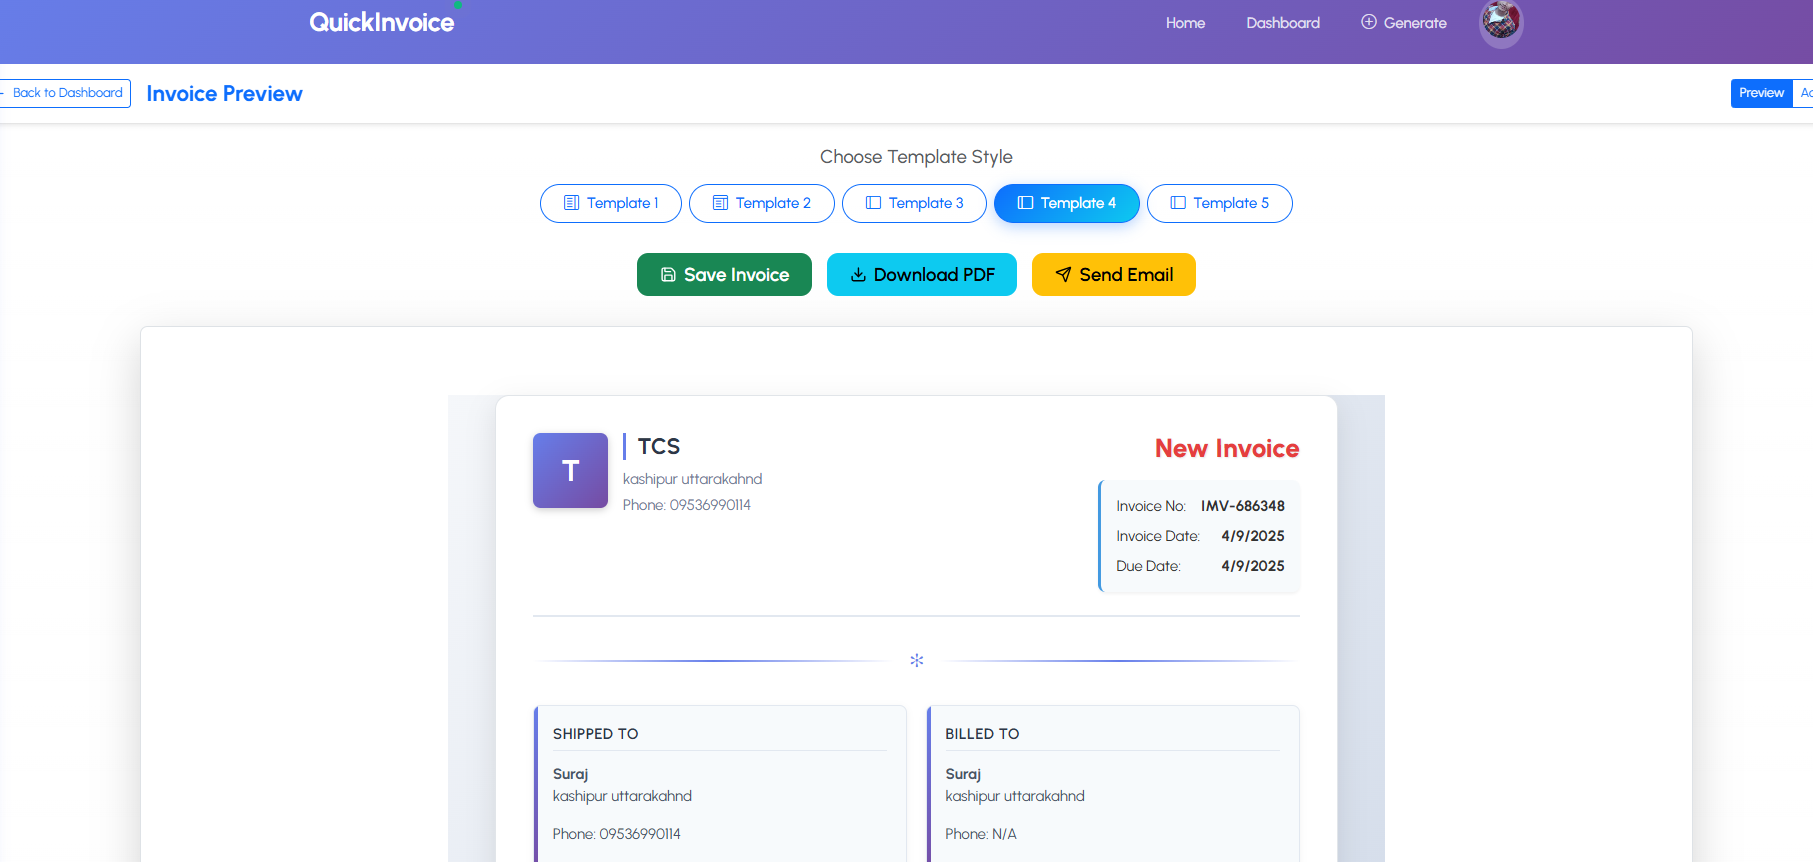 QuickInvoice
Home Dashboard Generate
Back to Dashboard Invoice Preview Preview
Choose Template Style
Template 1 Template 2 Template 3 Template 4 Template 5
Save Invoice Download PDF Send Email
T
TCS
kashipur uttarakahnd
Phone: 09536990114
New Invoice
Invoice No: IMV-686348
Invoice Date: 4/9/2025
Due Date: 4/9/2025
SHIPPED TO
Suraj
kashipur uttarakahnd
Phone: 09536990114
BILLED TO
Suraj
kashipur uttarakahnd
Phone: N/A